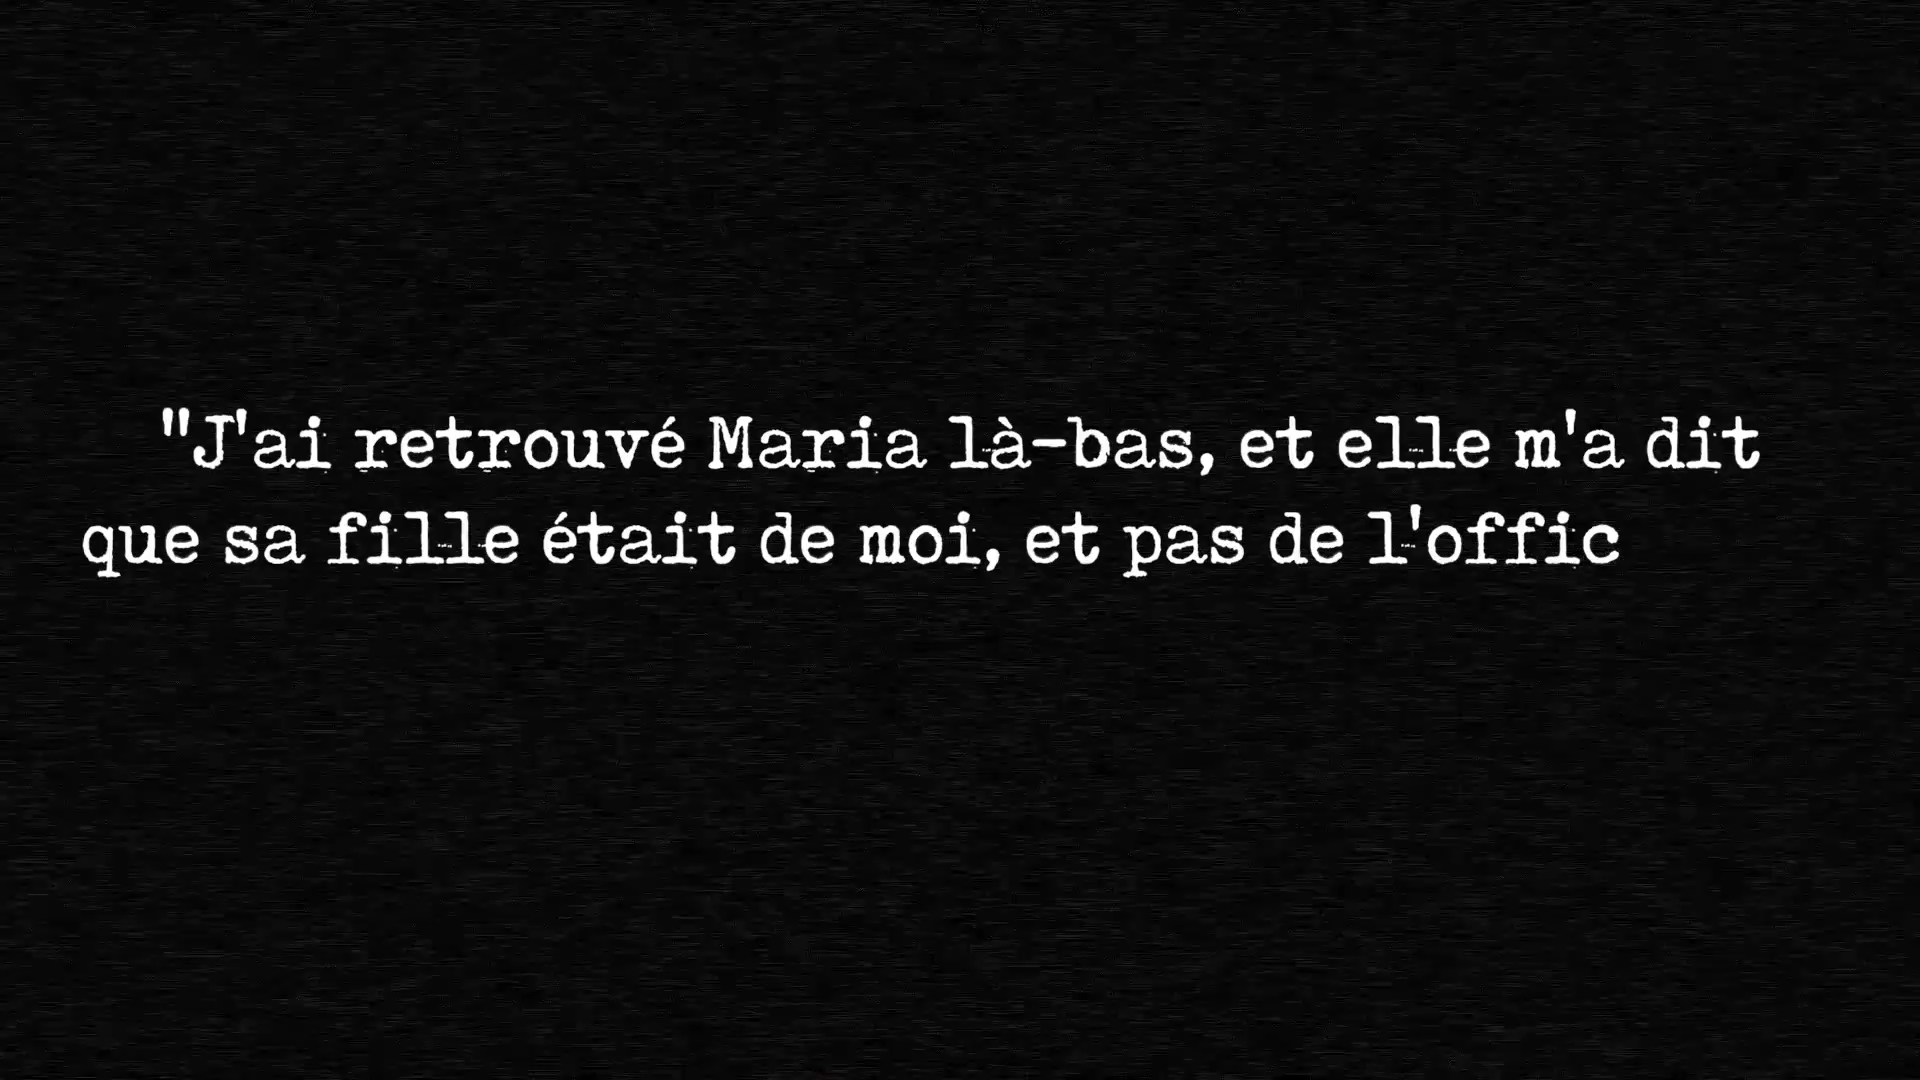 "J'ai retrouvé Maria là-bas, et elle m'a dit
que sa fille était de moi, et pas de l'offic